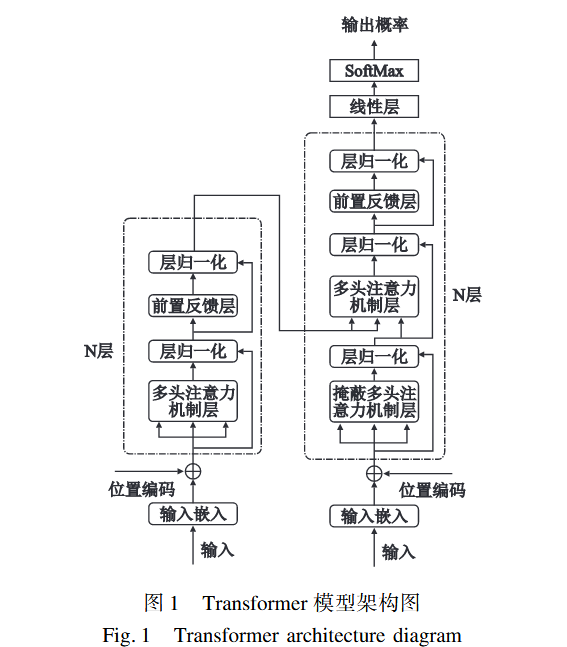 输出概率
SoftMax
线性层
层归一化
前置反馈层
层归一化
多头注意力
机制层
N层
层归一化
掩蔽多头注
意力机制层
位置编码
输入嵌入
输入
层归一化
前置反馈层
N层
层归一化
多头注意力
机制层
位置编码
输入嵌入
输入
图 1 Transformer 模型架构图
Fig. 1 Transformer architecture diagram